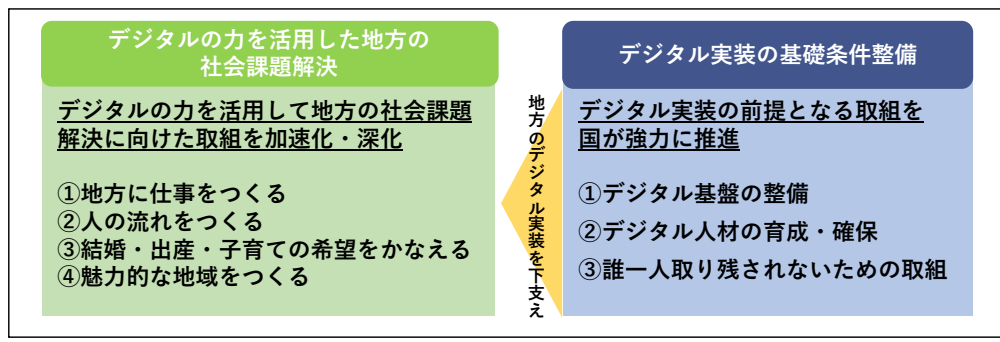 デジタルの力を活用した地方の
社会課題解決
デジタルの力を活用して地方の社会課題
解決に向けた取組を加速化・深化
①地方に仕事をつくる
②人の流れをつくる
③結婚・出産・子育ての希望をかなえる
④魅力的な地域をつくる
地方のデジタル実装を下支え
デジタル実装の基礎条件整備
デジタル実装の前提となる取組を
国が強力に推進
①デジタル基盤の整備
②デジタル人材の育成・確保
③誰一人取り残されないための取組